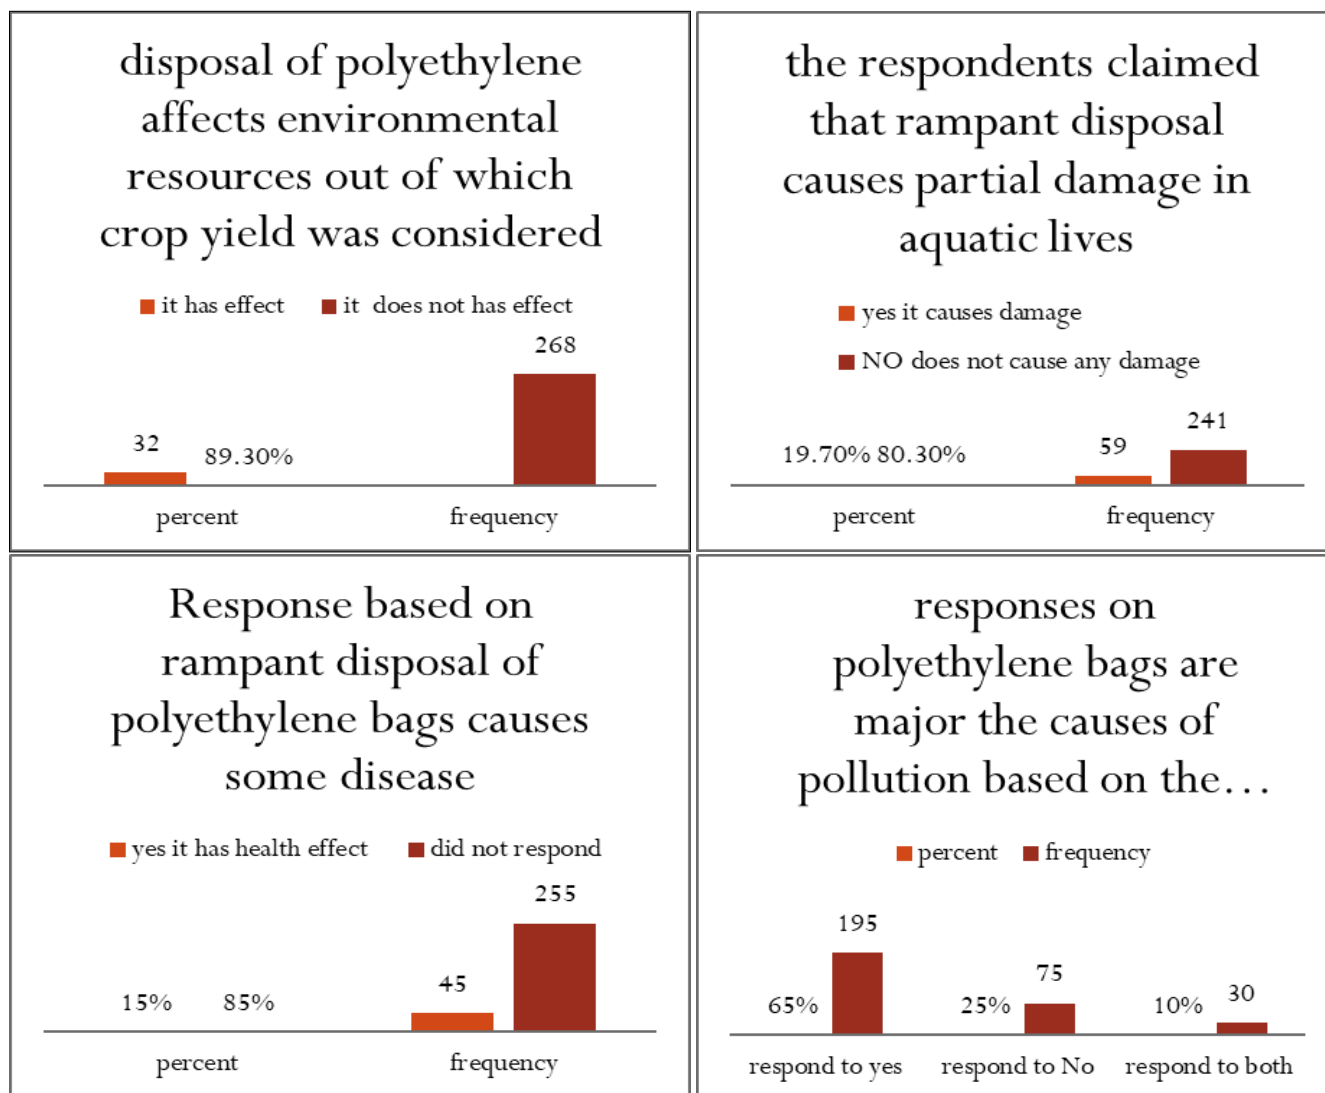 disposal of polyethylene
affects environmental
resources out of which
crop yield was considered
it has effect
it does not has effect
268
32
89.30%
percent
frequency
the respondents claimed
that rampant disposal
causes partial damage in
aquatic lives
yes it causes damage
NO does not cause any damage
241
59
19.70% 80.30%
percent
frequency
Response based on
rampant disposal of
polyethylene bags causes
some disease
yes it has health effect
did not respond
255
45
15%
85%
percent
frequency
responses on
polyethylene bags are
major the causes of
pollution based on the…
percent
frequency
195
75
30
65%
25%
10%
respond to yes
respond to No
respond to both